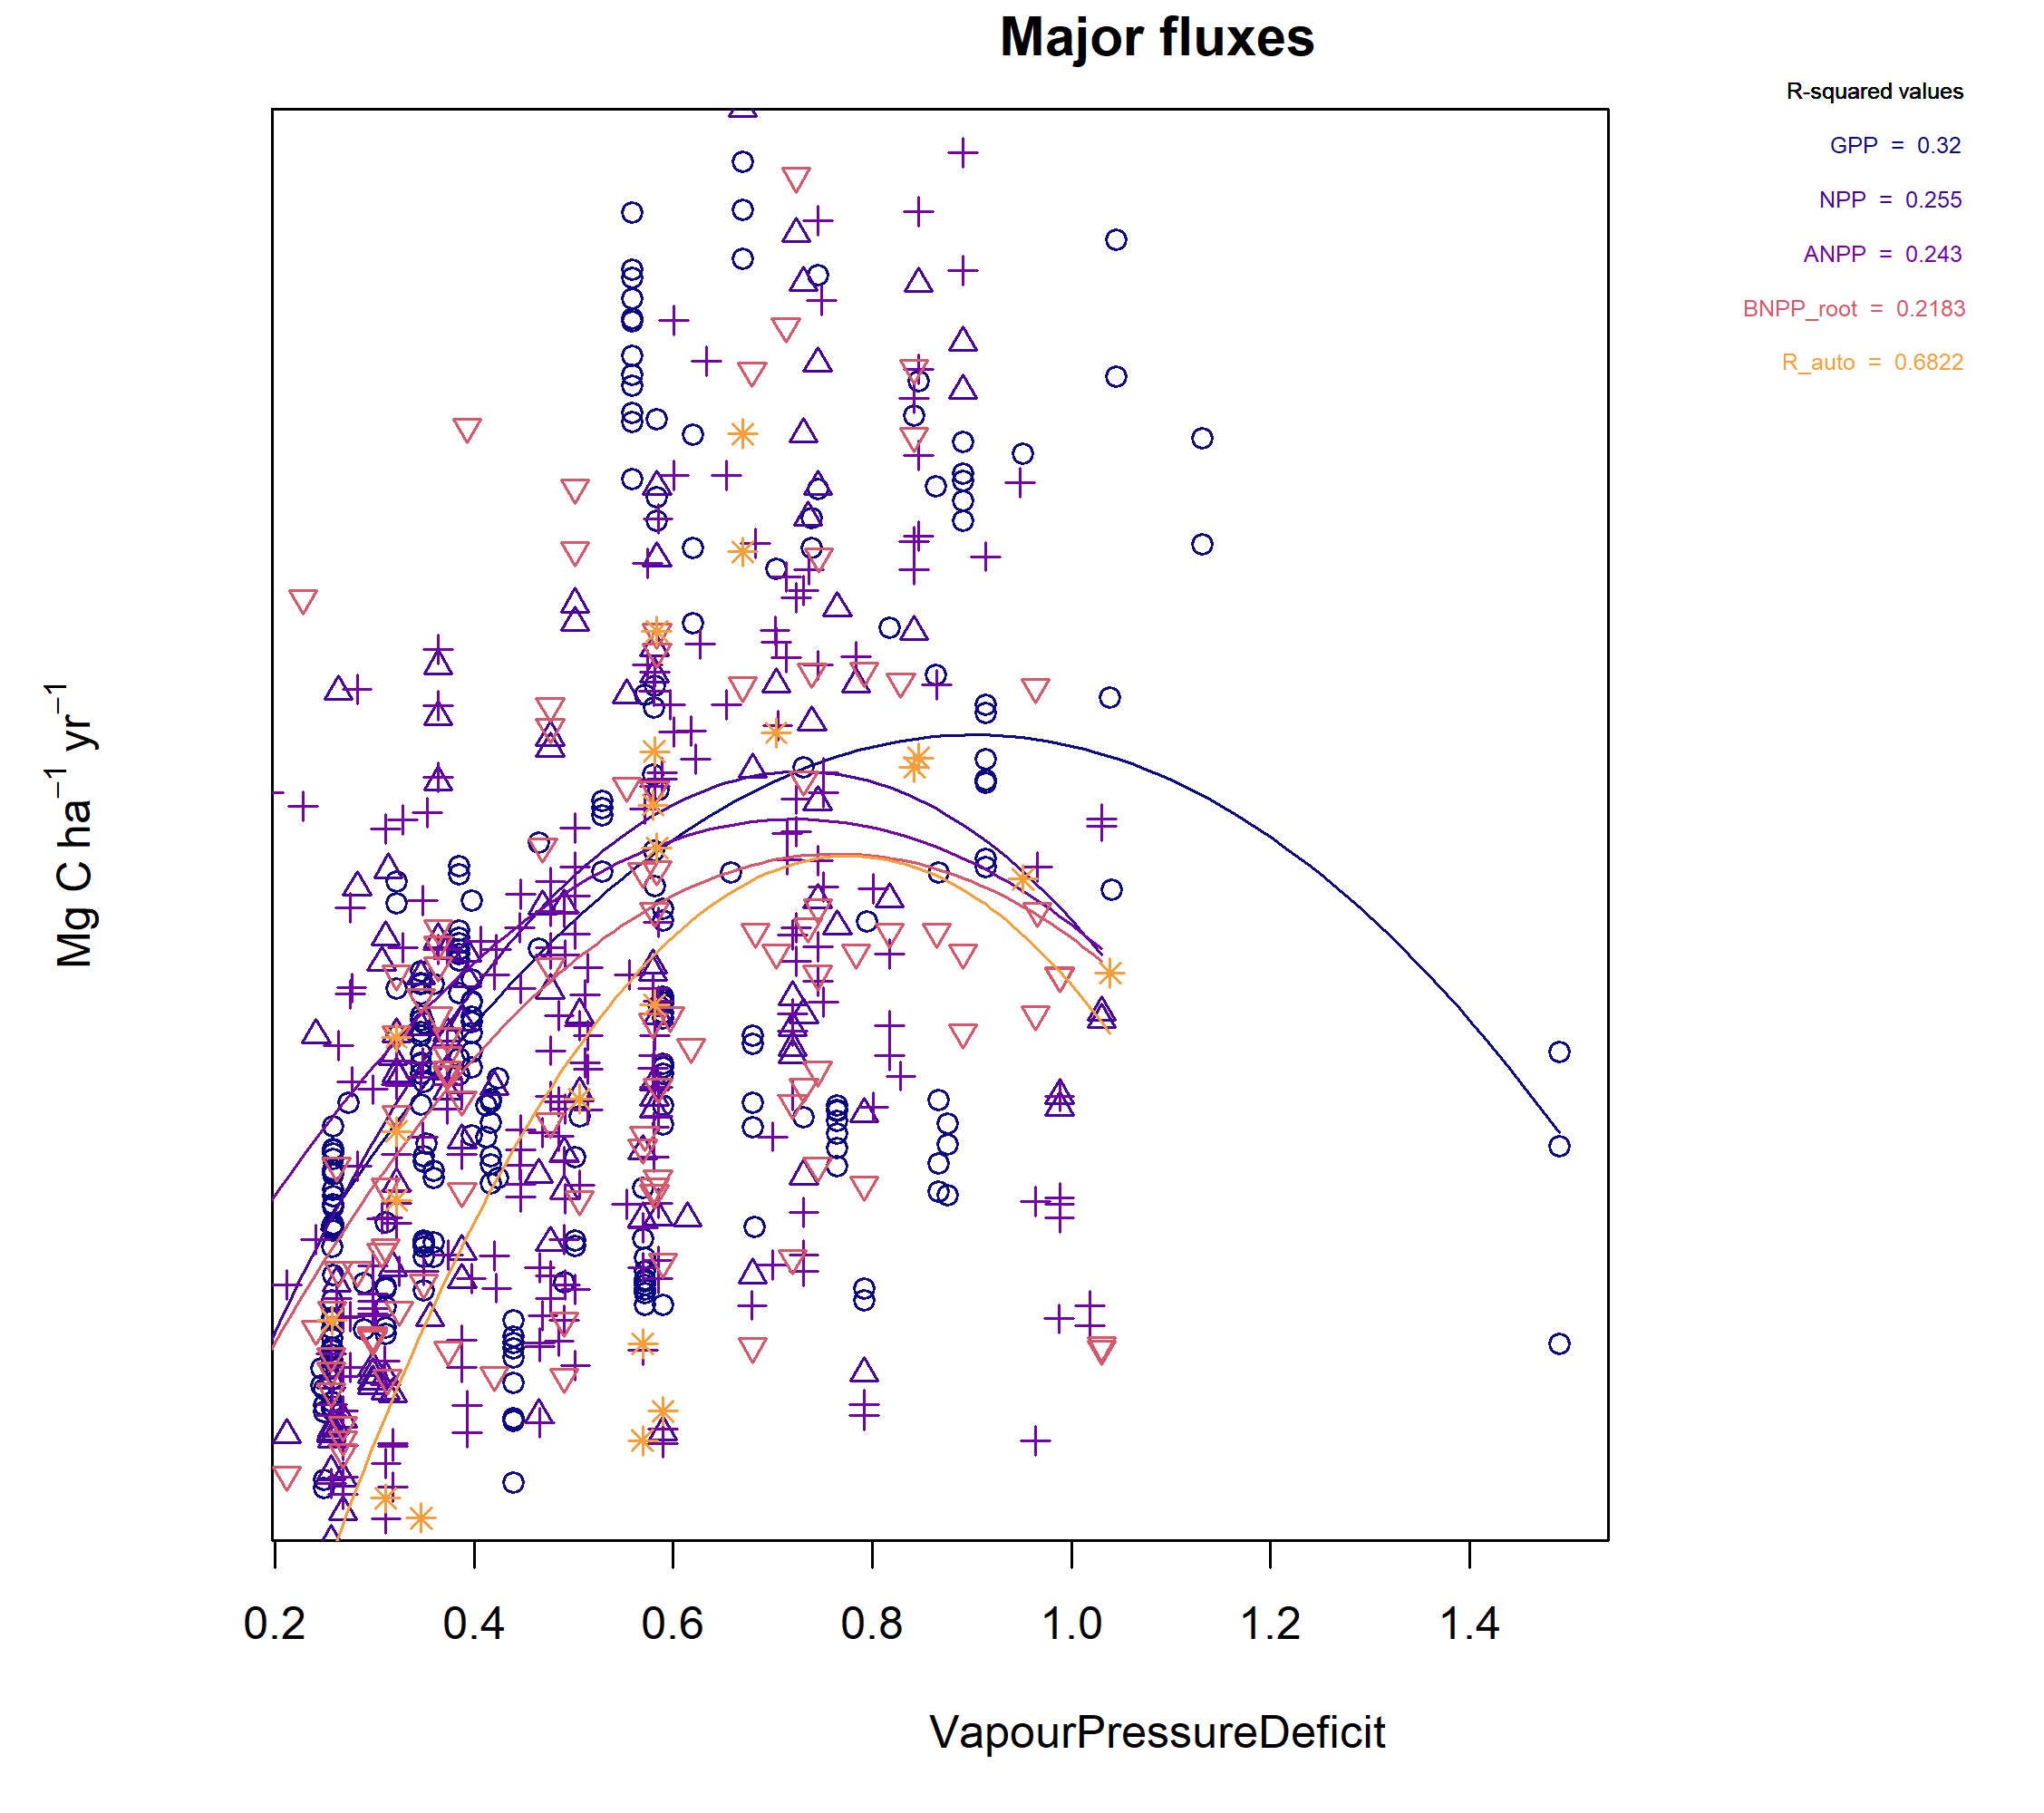 Major fluxes
R-squared values
GPP = 0.32
NPP = 0.255
ANPP = 0.243
BNPP_root = 0.2183
R_auto = 0.6822
Mg C ha⁻¹ yr⁻¹
0.2 0.4 0.6 0.8 1.0 1.2 1.4
VapourPressureDeficit